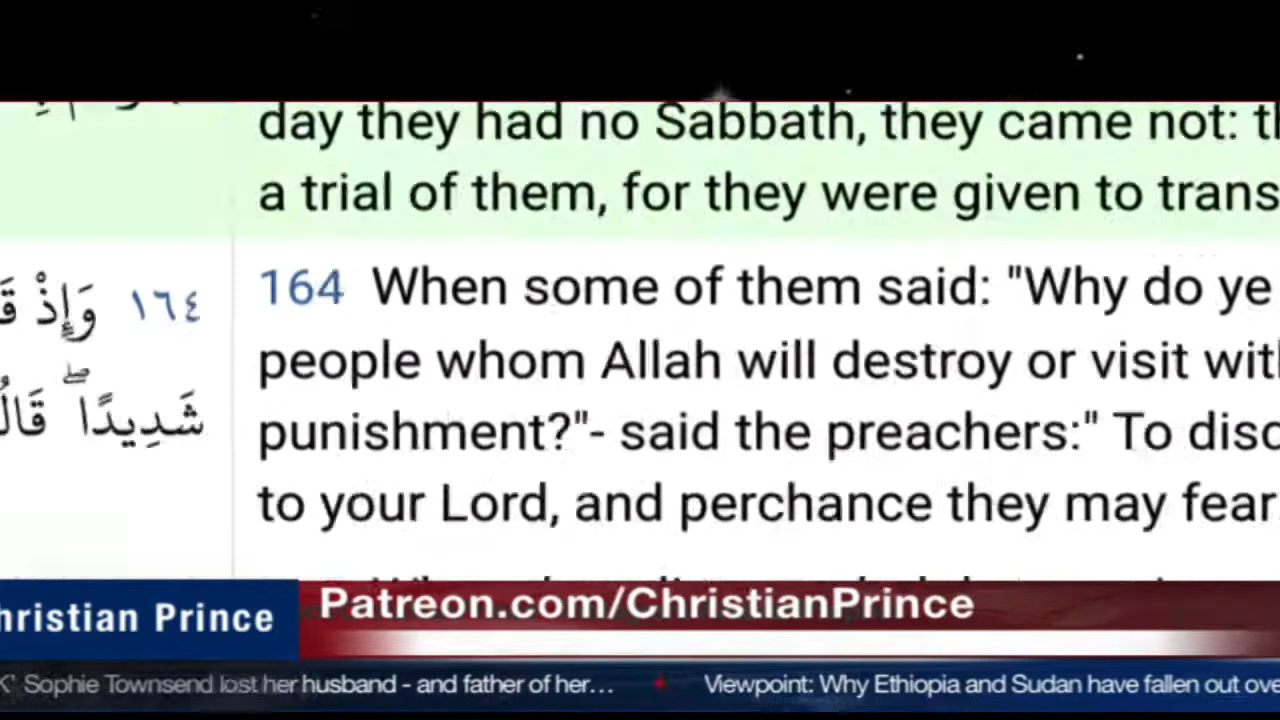 day they had no Sabbath, they came not:
a trial of them, for they were given to
١٦٤ وَإِذْ
164 When some of them said: "Why do ye
people whom Allah will destroy or visit
شَدِيدًا ۖ
punishment?"- said the preachers:" To
to your Lord, and perchance they may fear
Prince
Patreon.com/ChristianPrince
Sophie Townsend lost her husband - and father of her…
Viewpoint: Why Ethiopia and Sudan have fallen out